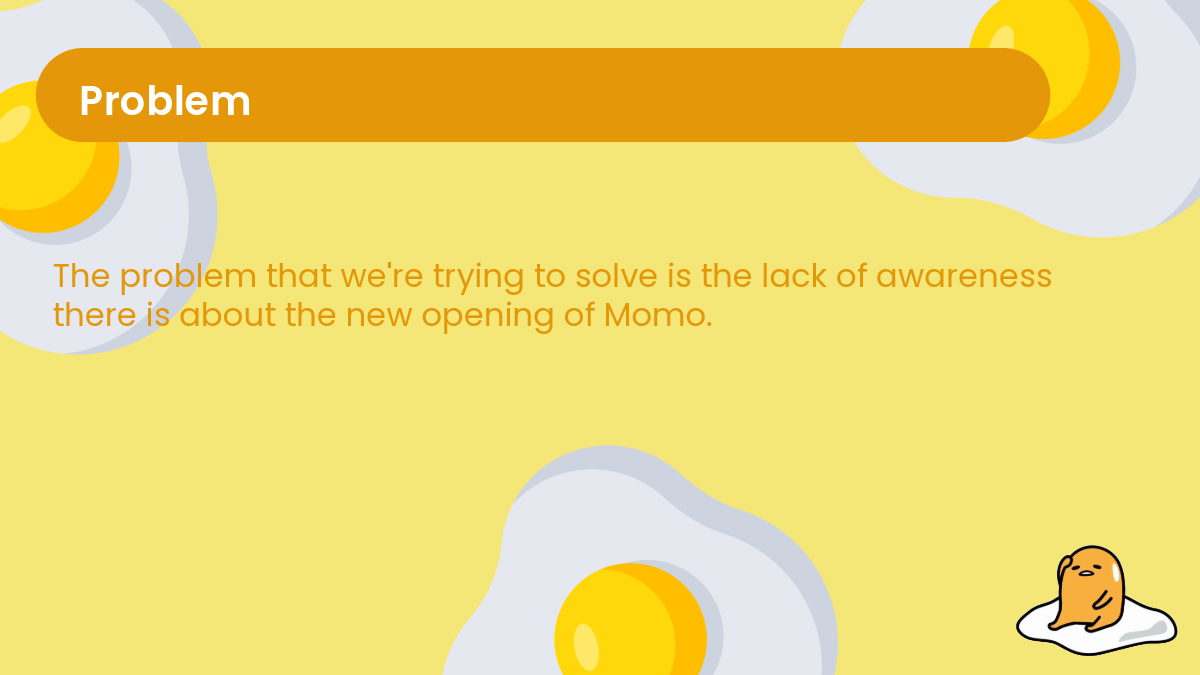 Problem
The problem that we're trying to solve is the lack of awareness
there is about the new opening of Momo.